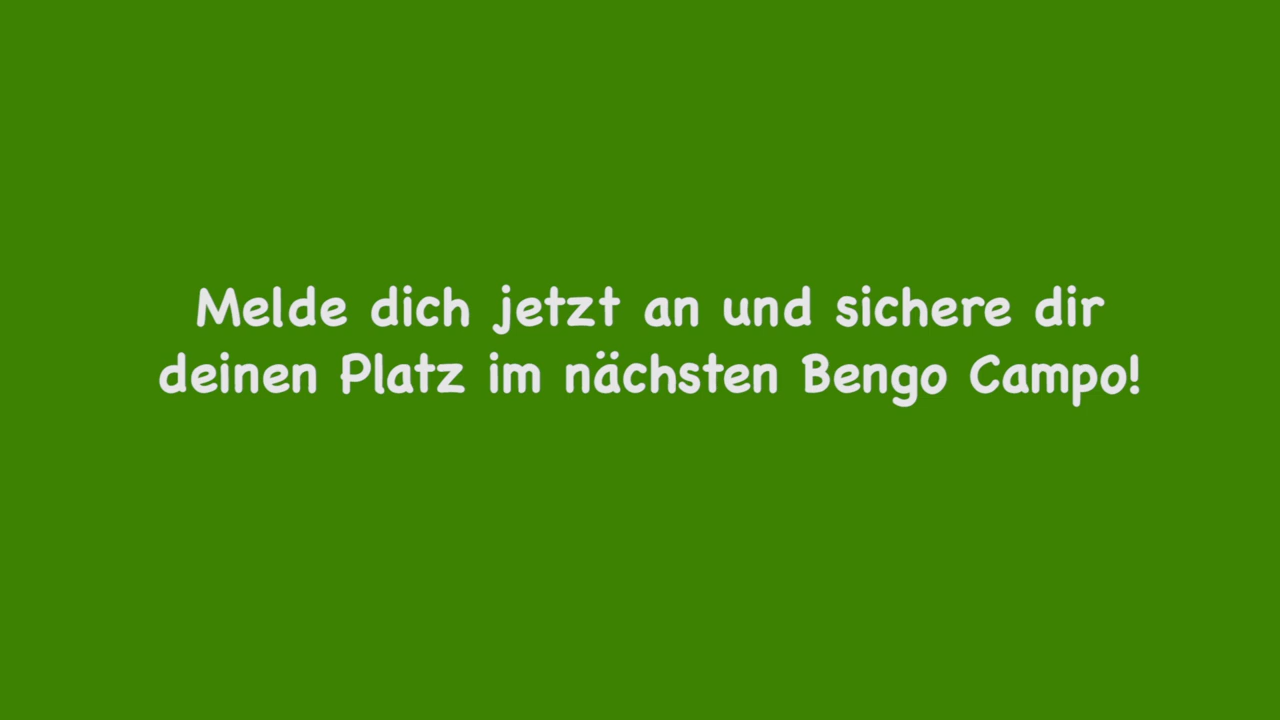 Melde dich jetzt an und sichere dir
deinen Platz im nächsten Bengo Campo!